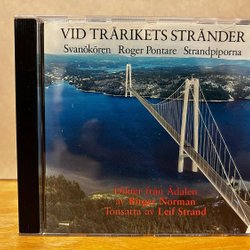 VID TRÅRIKETS STRÄNDER
Svanökören Roger Pontare Strandpiporna
Dikter från Ådalen
av Birger Norman
Tonsatta av Leif Strand